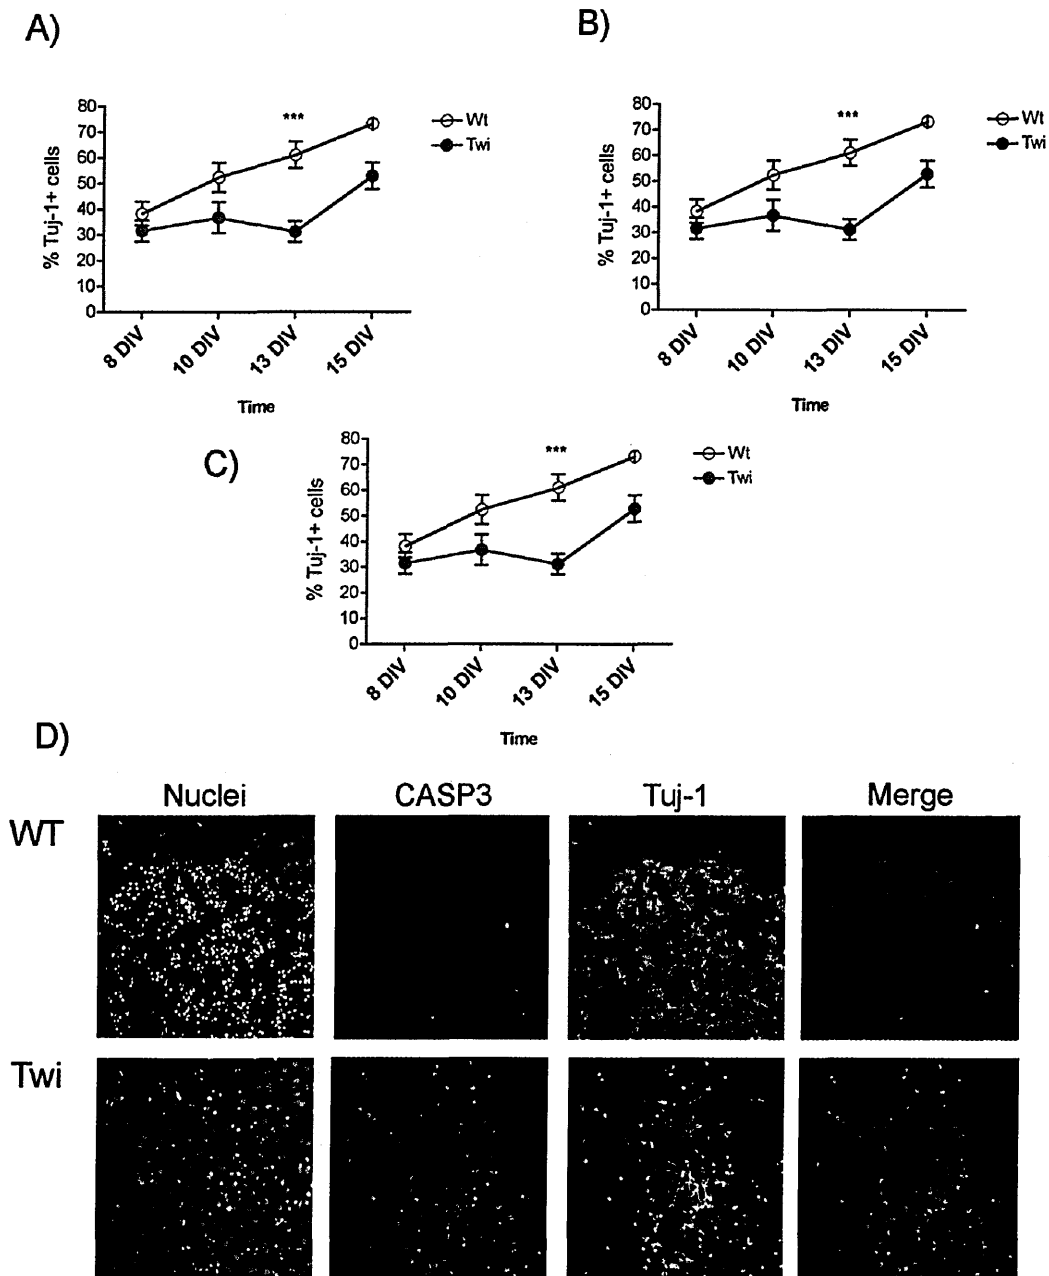 A)
80
70
60
50
40
30
20
10
0
% Tuj-1+ cells
***
Wt
Twi
8 DIV
10 DIV
13 DIV
15 DIV
Time
B)
80
70
60
50
40
30
20
10
0
% Tuj-1+ cells
***
Wt
Twi
8 DIV
10 DIV
13 DIV
15 DIV
Time
C)
80
70
60
50
40
30
20
10
0
% Tuj-1+ cells
***
Wt
Twi
8 DIV
10 DIV
13 DIV
15 DIV
Time
D)
Nuclei CASP3 Tuj-1 Merge
WT
Twi